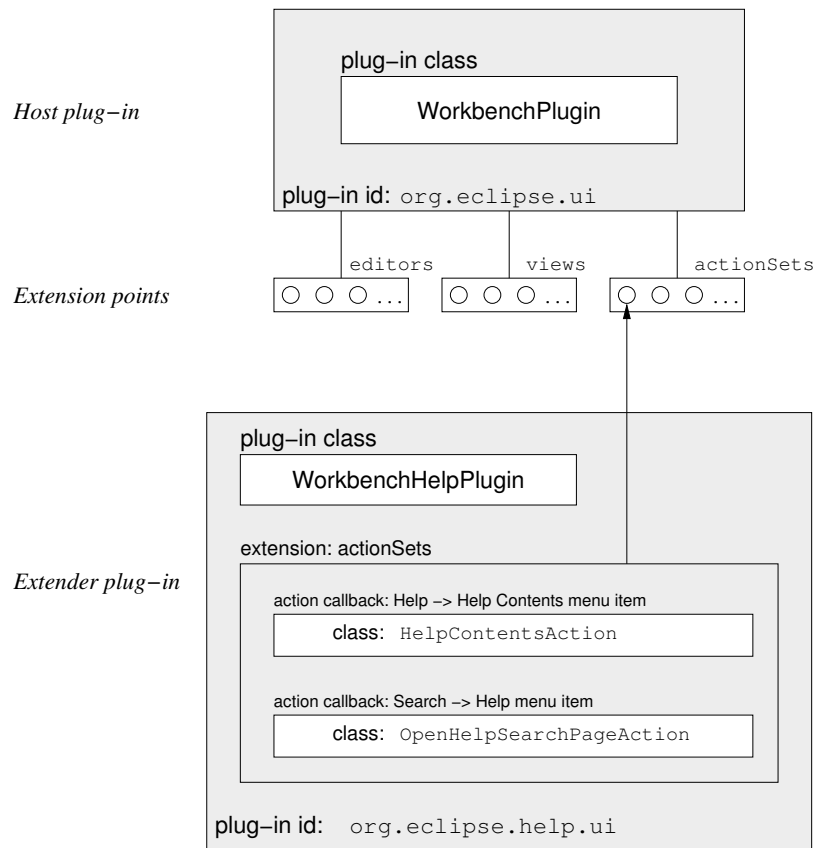 plug−in class
Host plug−in
WorkbenchPlugin
plug−in id: org.eclipse.ui
editors
views
actionSets
Extension points
...
...
...
plug−in class
WorkbenchHelpPlugin
extension: actionSets
Extender plug−in
action callback: Help −> Help Contents menu item
class: HelpContentsAction
action callback: Search −> Help menu item
class: OpenHelpSearchPageAction
plug−in id: org.eclipse.help.ui